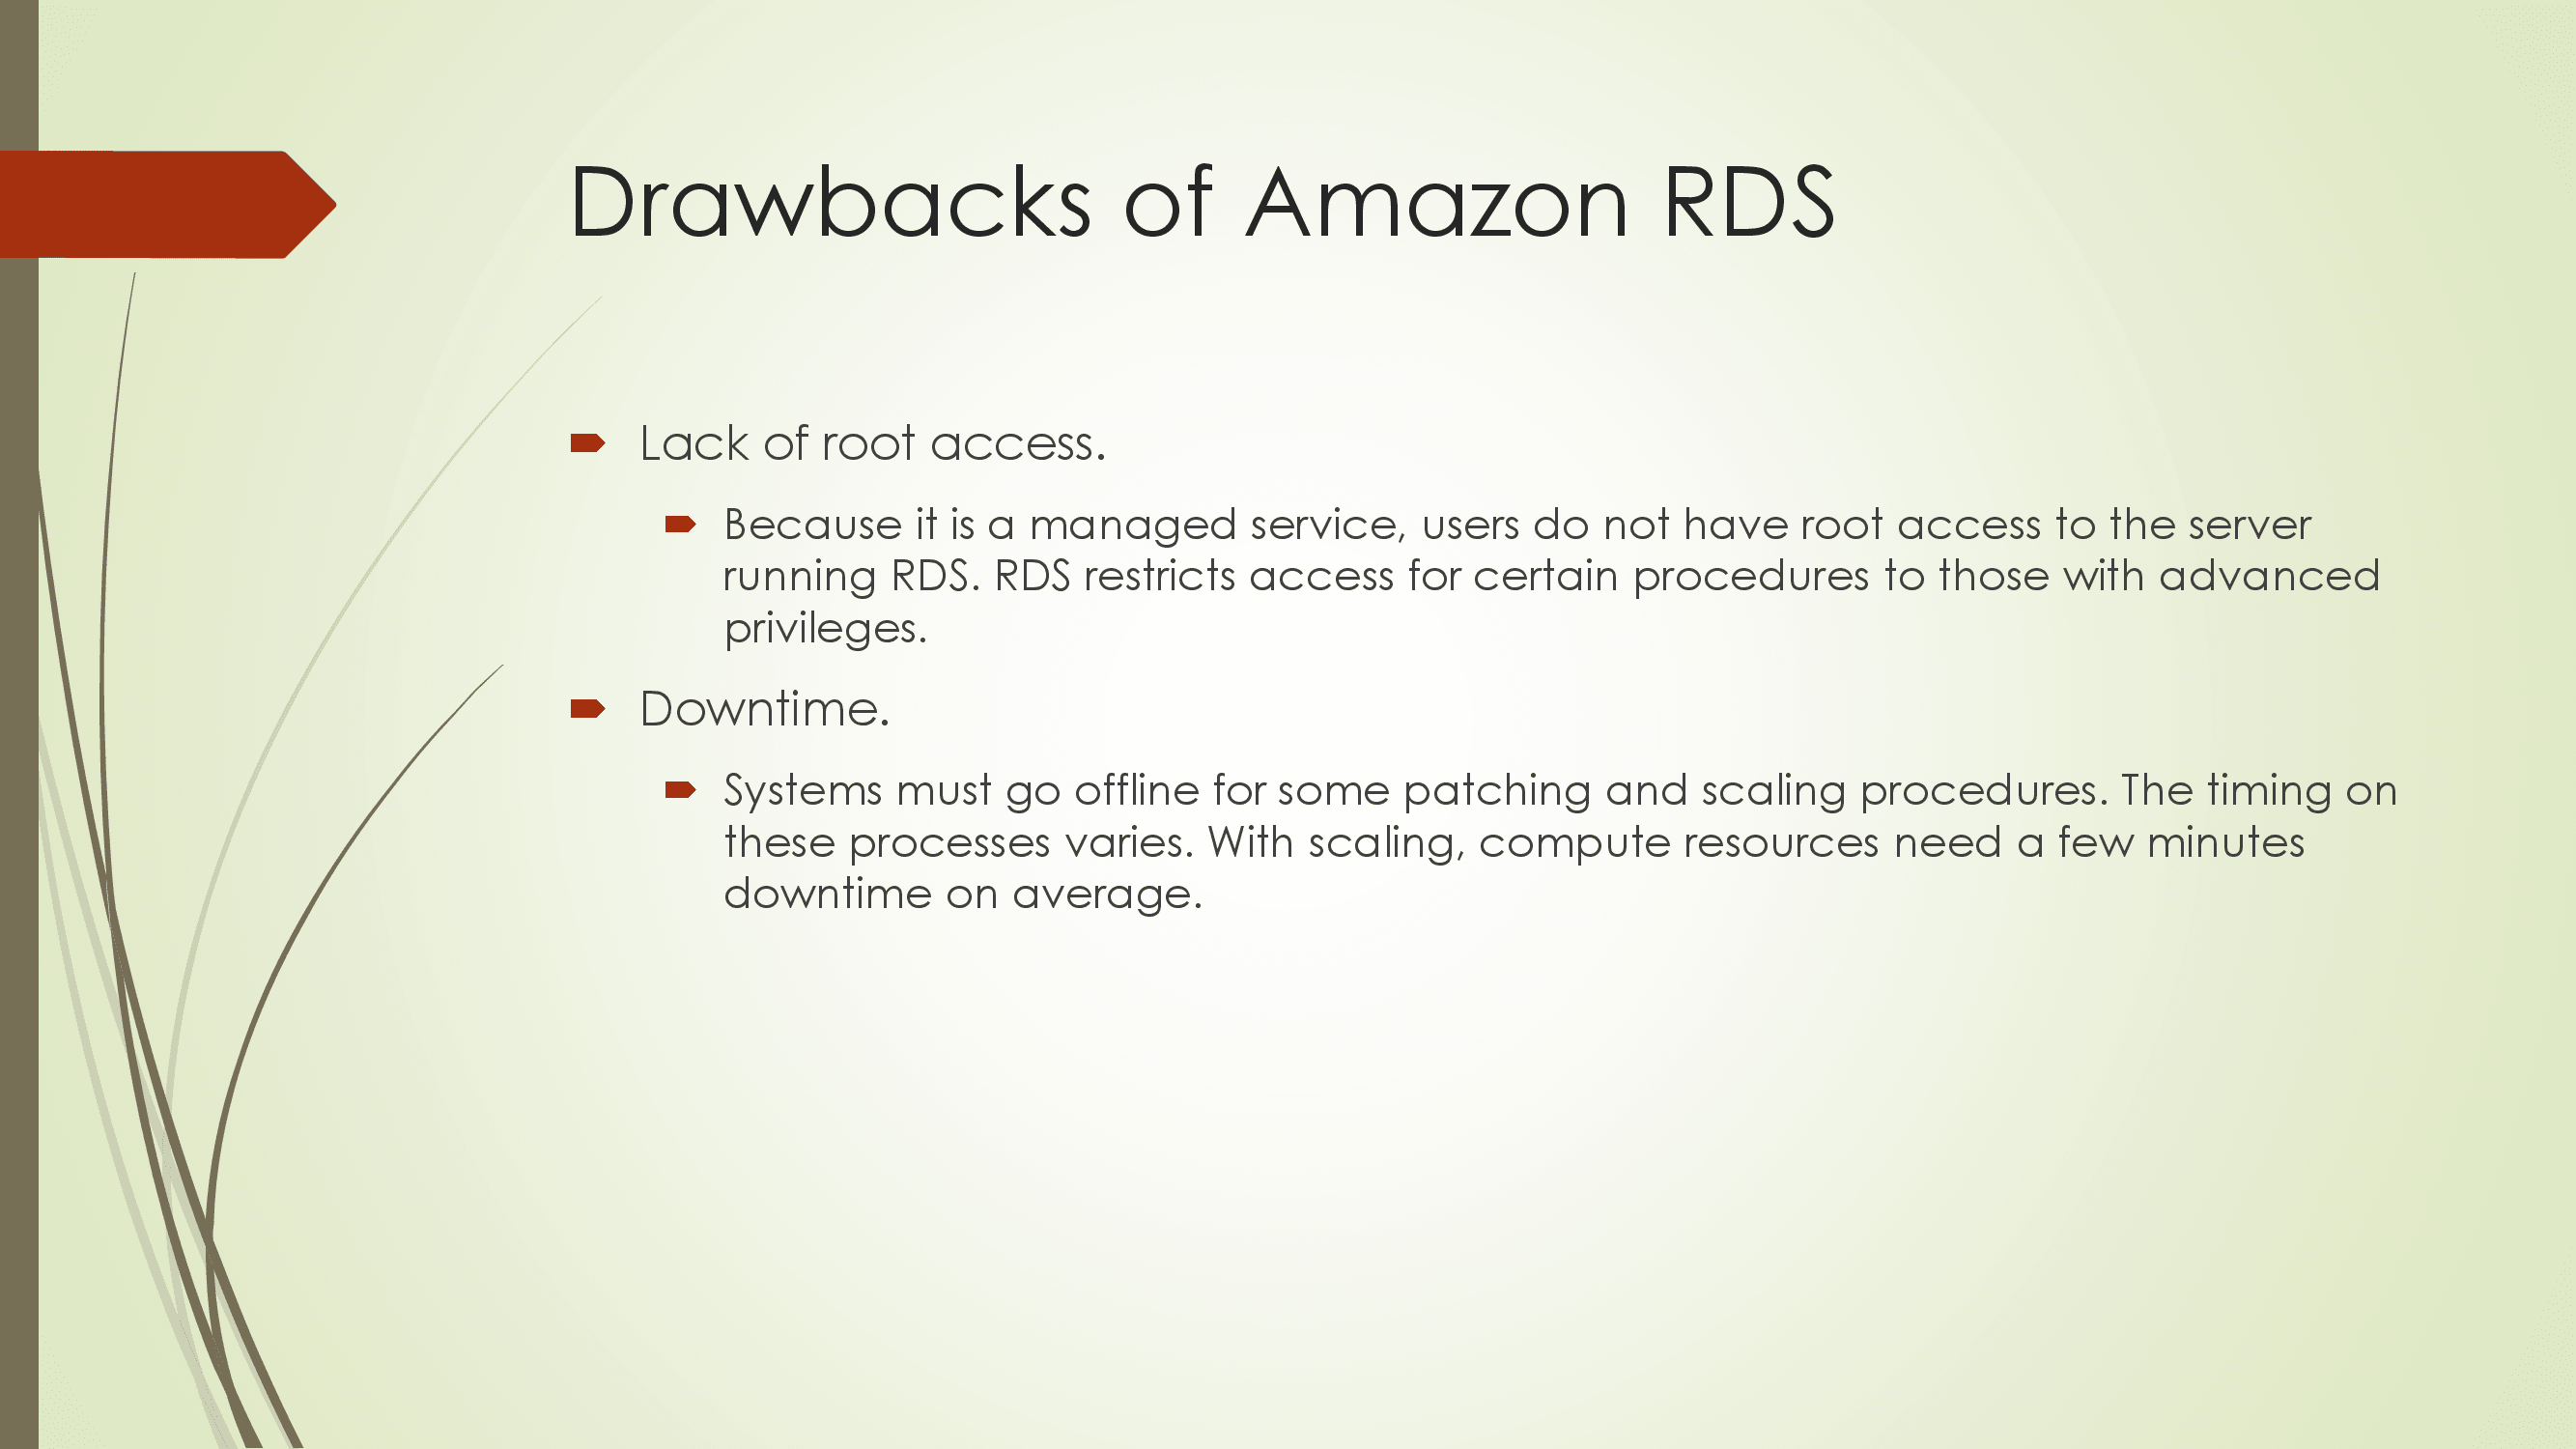 Drawbacks of Amazon RDS
Lack of root access.
Because it is a managed service, users do not have root access to the server
running RDS. RDS restricts access for certain procedures to those with advanced
privileges.
Downtime.
Systems must go offline for some patching and scaling procedures. The timing on
these processes varies. With scaling, compute resources need a few minutes
downtime on average.